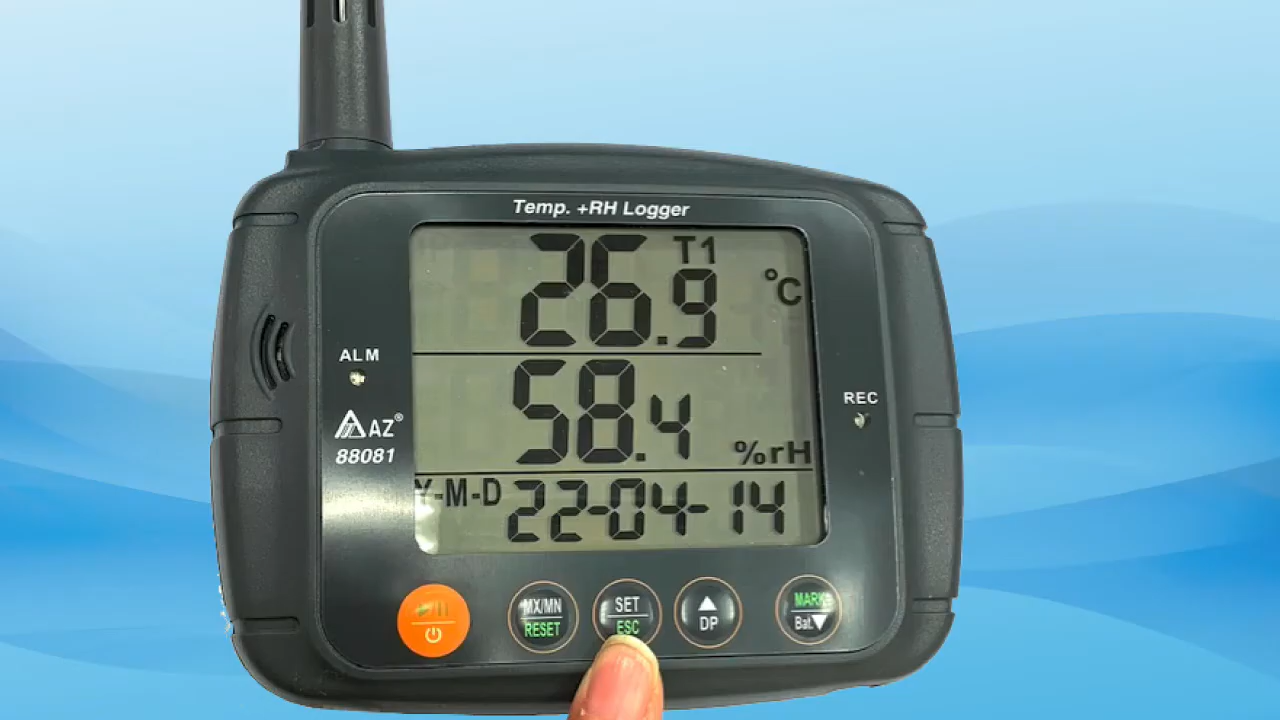 Temp. +RH Logger
T1
26.9 °C
ALM
58.4 %rH
REC
AZ®
88081
Y-M-D 22-04-14
MX/MN
RESET
SET
ESC
▲
DP
MARK
Bat.▼